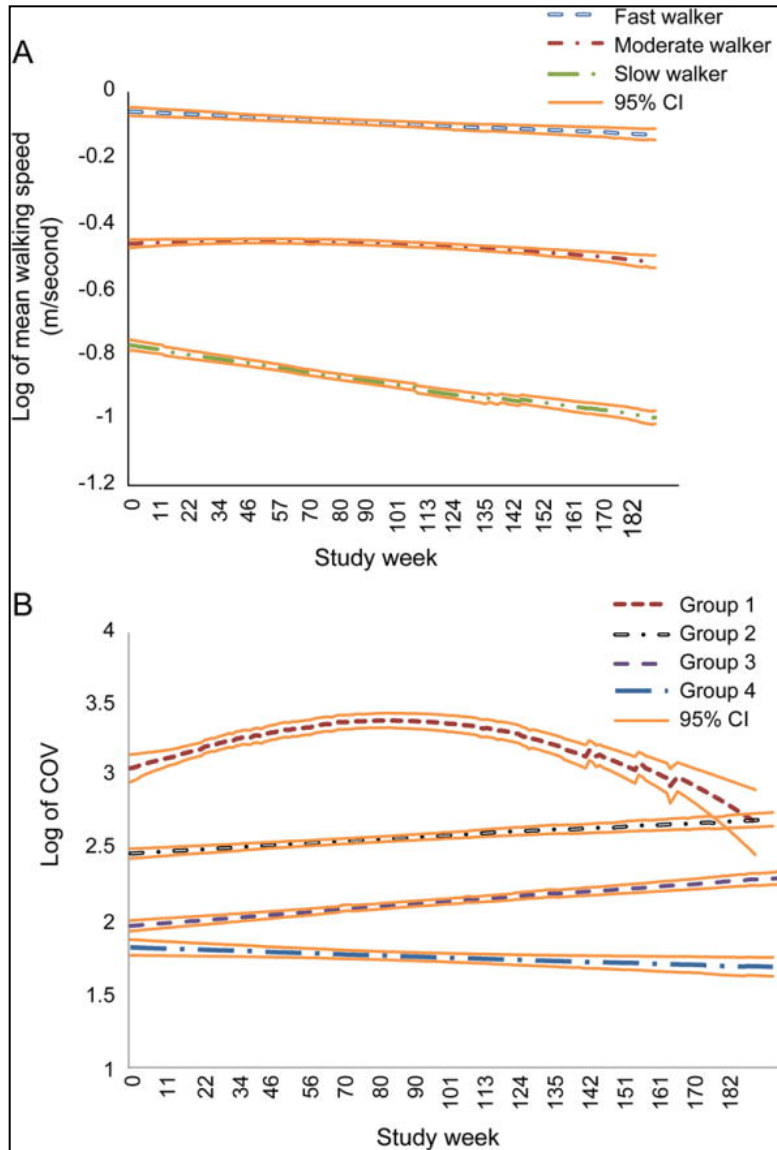 A
Fast walker
Moderate walker
Slow walker
95% CI
Log of mean walking speed
(m/second)
0
-0.2
-0.4
-0.6
-0.8
-1
-1.2
0 11 22 34 46 57 70 80 90 101 113 124 135 142 152 161 170 182
Study week
B
Group 1
Group 2
Group 3
Group 4
95% CI
Log of COV
4
3.5
3
2.5
2
1.5
1
0 11 22 34 46 56 70 80 90 101 113 124 134 142 151 161 170 182
Study week